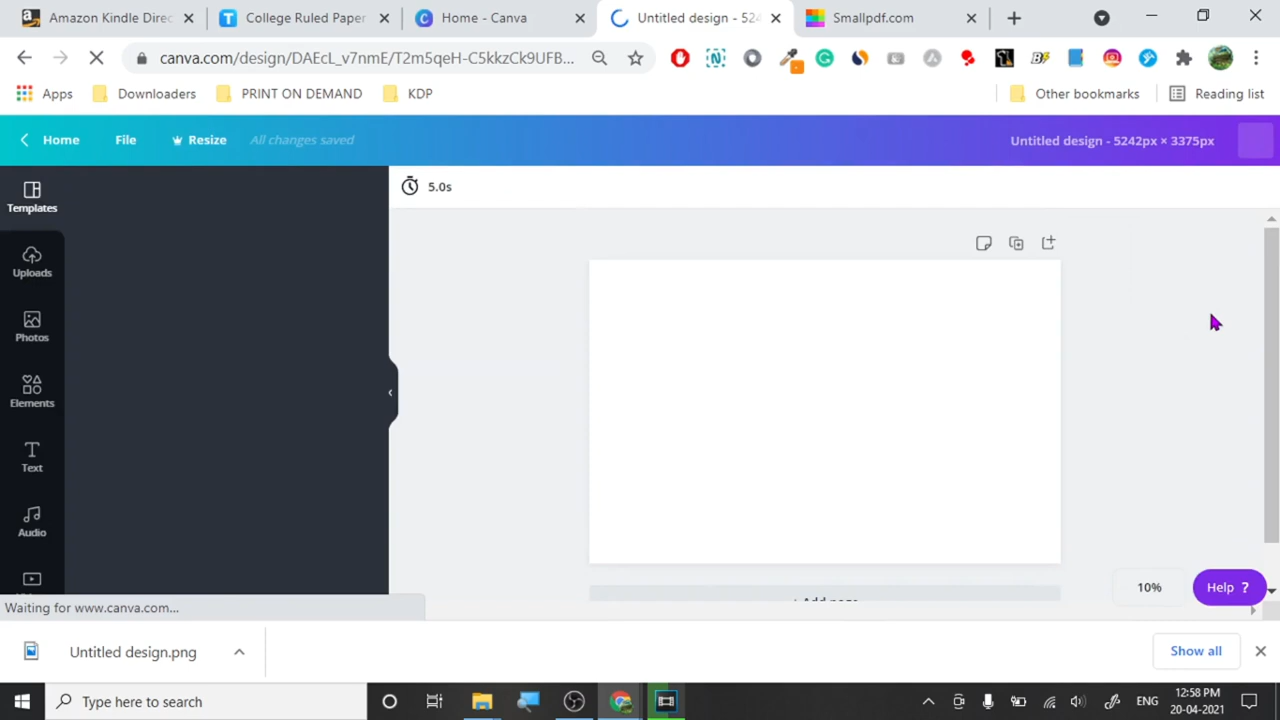 Amazon Kindle Direc
College Ruled Paper
Home - Canva
Untitled design - 524
Smallpdf.com
canva.com/design/DAEcL_v7nmE/T2m5qeH-C5kkzCk9UFB...
Apps
Downloaders
PRINT ON DEMAND
KDP
Other bookmarks
Reading list
Home
File
Resize
All changes saved
Untitled design - 5242px × 3375px
Templates
5.0s
Uploads
Photos
Elements
Text
Audio
+ Add page
10%
Help ?
Waiting for www.canva.com...
Untitled design.png
Show all
Type here to search
ENG
12:58 PM
20-04-2021